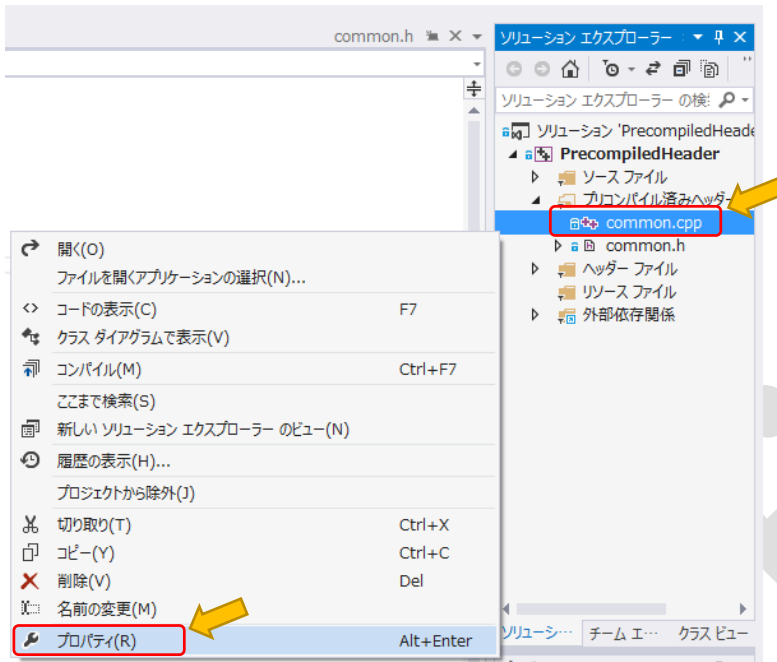 common.h
ソリューション エクスプローラー
ソリューション エクスプローラー の検
ソリューション 'PrecompiledHeade
PrecompiledHeader
ソース ファイル
プリコンパイル済みヘッダー
common.cpp
common.h
ヘッダー ファイル
リソース ファイル
外部依存関係
開く(O)
ファイルを開くアプリケーションの選択(N)...
コードの表示(C) F7
クラス ダイアグラムで表示(V)
コンパイル(M) Ctrl+F7
ここまで検索(S)
新しい ソリューション エクスプローラー のビュー(N)
履歴の表示(H)...
プロジェクトから除外(J)
切り取り(T) Ctrl+X
コピー(Y) Ctrl+C
削除(V) Del
名前の変更(M)
プロパティ(R) Alt+Enter
ソリューシ… チーム エ… クラス ビュー